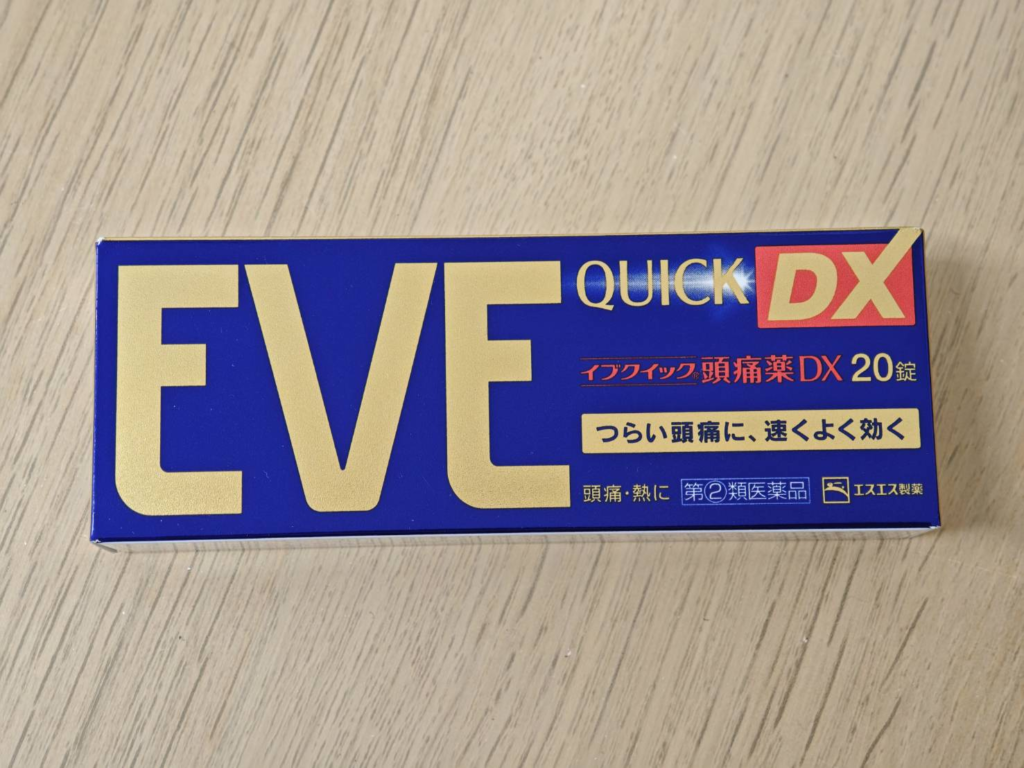 EVE
QUICK DX
イブクイック®頭痛薬DX 20錠
つらい頭痛に、速くよく効く
頭痛・熱に 第②類医薬品 エスエス製薬